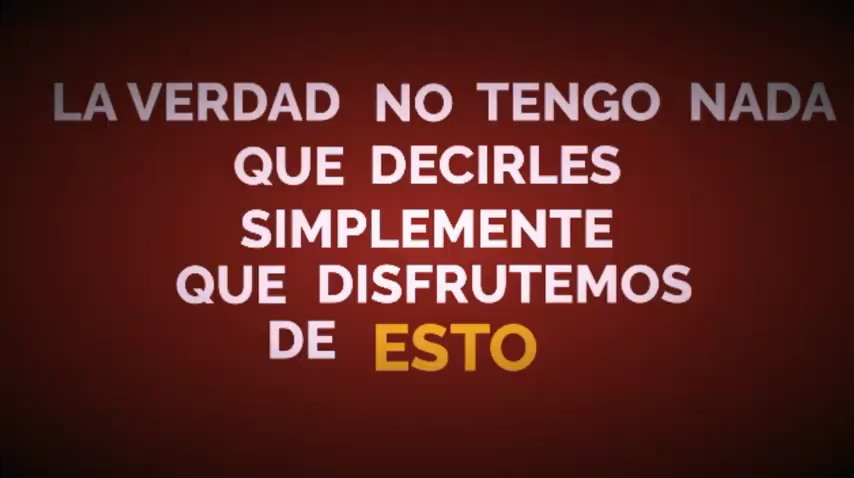 LA VERDAD NO TENGO NADA
QUE DECIRLES
SIMPLEMENTE
QUE DISFRUTEMOS
DE ESTO